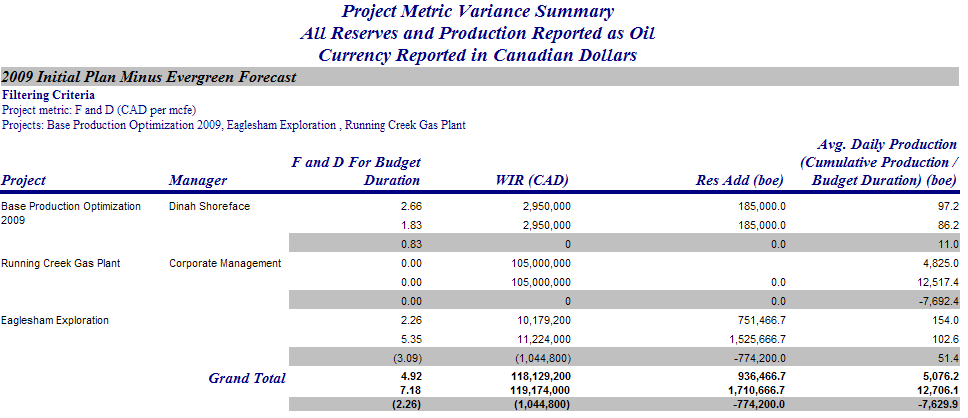 Project Metric Variance Summary
All Reserves and Production Reported as Oil
Currency Reported in Canadian Dollars
2009 Initial Plan Minus Evergreen Forecast
Filtering Criteria
Project metric: F and D (CAD per mcfe)
Projects: Base Production Optimization 2009, Eaglesham Exploration , Running Creek Gas Plant
Avg. Daily Production
F and D For Budget (Cumulative Production /
Project Manager Duration WIR (CAD) Res Add (boe) Budget Duration) (boe)
Base Production Optimization Dinah Shoreface 2.66 2,950,000 185,000.0 97.2
2009 1.83 2,950,000 185,000.0 86.2
0.83 0 0.0 11.0
Running Creek Gas Plant Corporate Management 0.00 105,000,000 4,825.0
0.00 105,000,000 0.0 12,517.4
0.00 0 0.0 -7,692.4
Eaglesham Exploration 2.26 10,179,200 751,466.7 154.0
5.35 11,224,000 1,525,666.7 102.6
(3.09) (1,044,800) -774,200.0 51.4
Grand Total 4.92 118,129,200 936,466.7 5,076.2
7.18 119,174,000 1,710,666.7 12,706.1
(2.26) (1,044,800) -774,200.0 -7,629.9